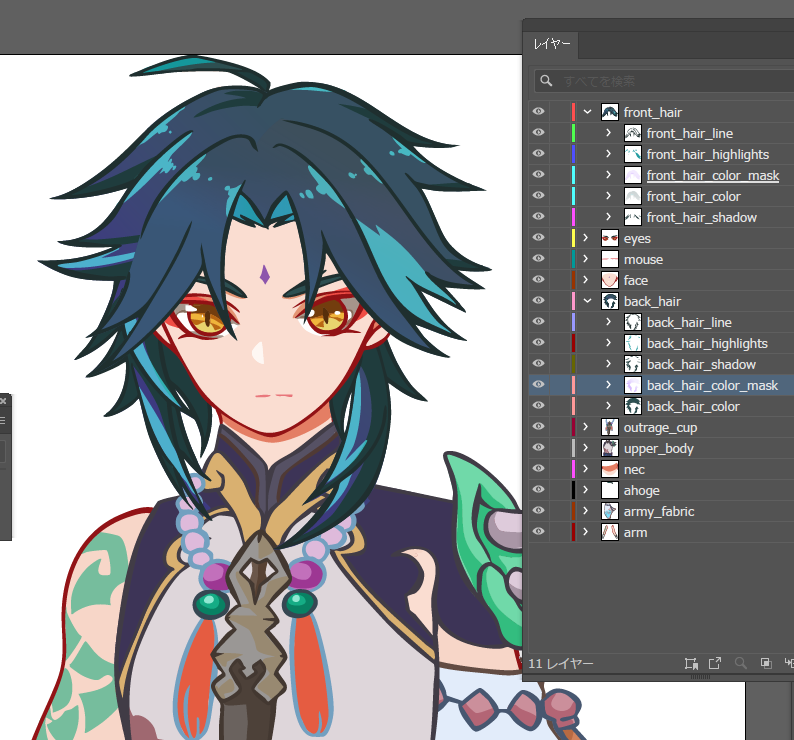 レイヤー
すべてを検索
front_hair
front_hair_line
front_hair_highlights
front_hair_color_mask
front_hair_color
front_hair_shadow
eyes
mouse
face
back_hair
back_hair_line
back_hair_highlights
back_hair_shadow
back_hair_color_mask
back_hair_color
outrage_cup
upper_body
nec
ahoge
army_fabric
arm
11 レイヤー